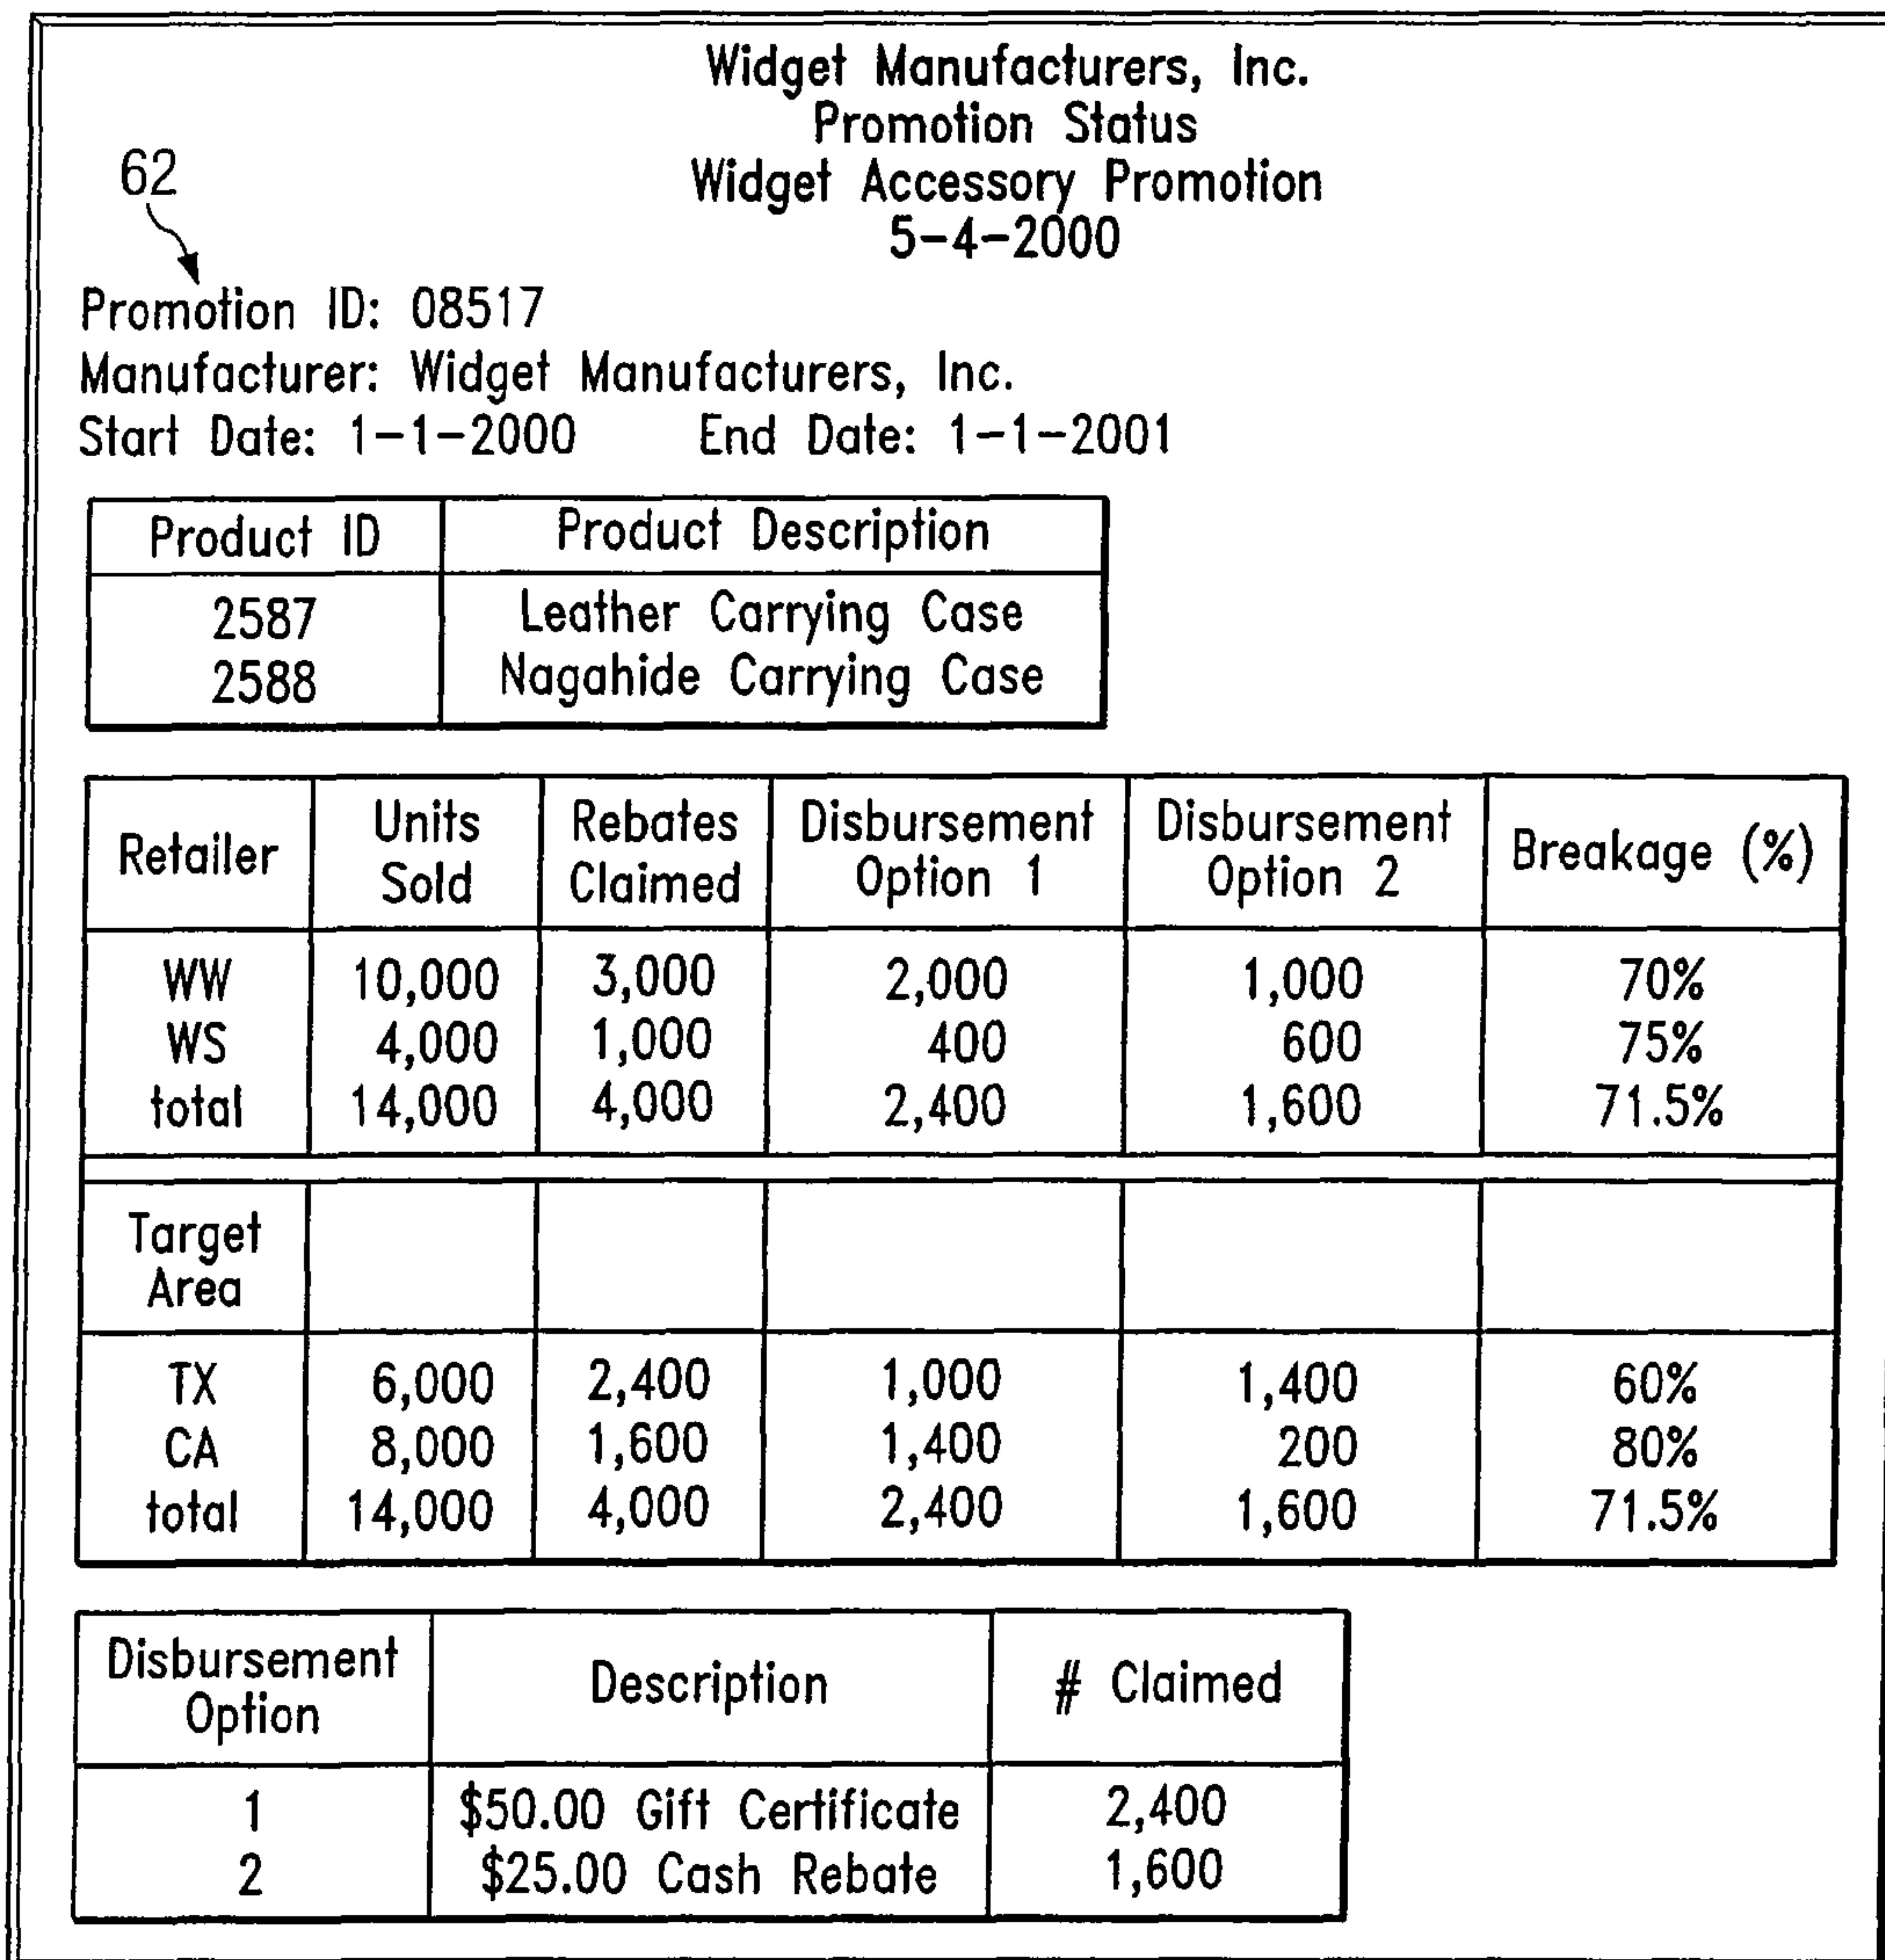 Widget Manufacturers, Inc.
Promotion Status
Widget Accessory Promotion
5-4-2000
62
Promotion ID: 08517
Manufacturer: Widget Manufacturers, Inc.
Start Date: 1-1-2000 End Date: 1-1-2001
Product ID Product Description
2587 Leather Carrying Case
2588 Nagahide Carrying Case
Retailer Units Sold Rebates Claimed Disbursement Option 1 Disbursement Option 2 Breakage (%)
WW 10,000 3,000 2,000 1,000 70%
WS 4,000 1,000 400 600 75%
total 14,000 4,000 2,400 1,600 71.5%
Target
Area
TX 6,000 2,400 1,000 1,400 60%
CA 8,000 1,600 1,400 200 80%
total 14,000 4,000 2,400 1,600 71.5%
Disbursement Option Description # Claimed
1 $50.00 Gift Certificate 2,400
2 $25.00 Cash Rebate 1,600